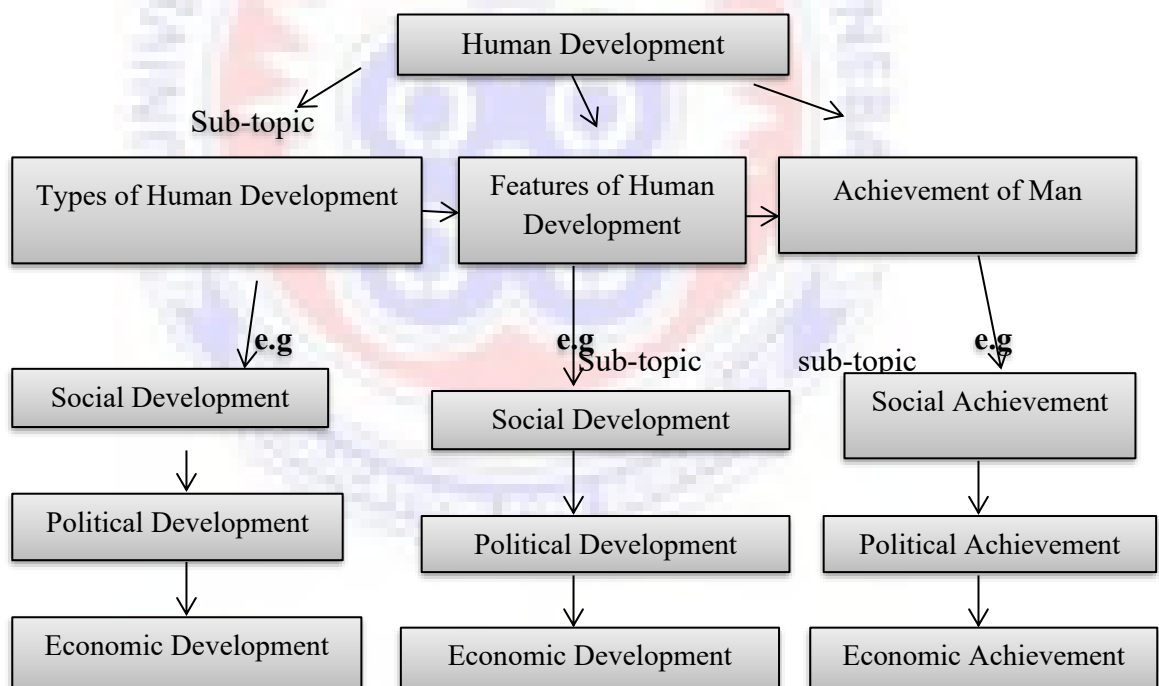 Human Development
Sub-topic
Types of Human Development
Features of Human
Development
Achievement of Man
e.g
e.g
e.g
Sub-topic
sub-topic
Social Development
Social Development
Social Achievement
Political Development
Political Development
Political Achievement
Economic Development
Economic Development
Economic Achievement